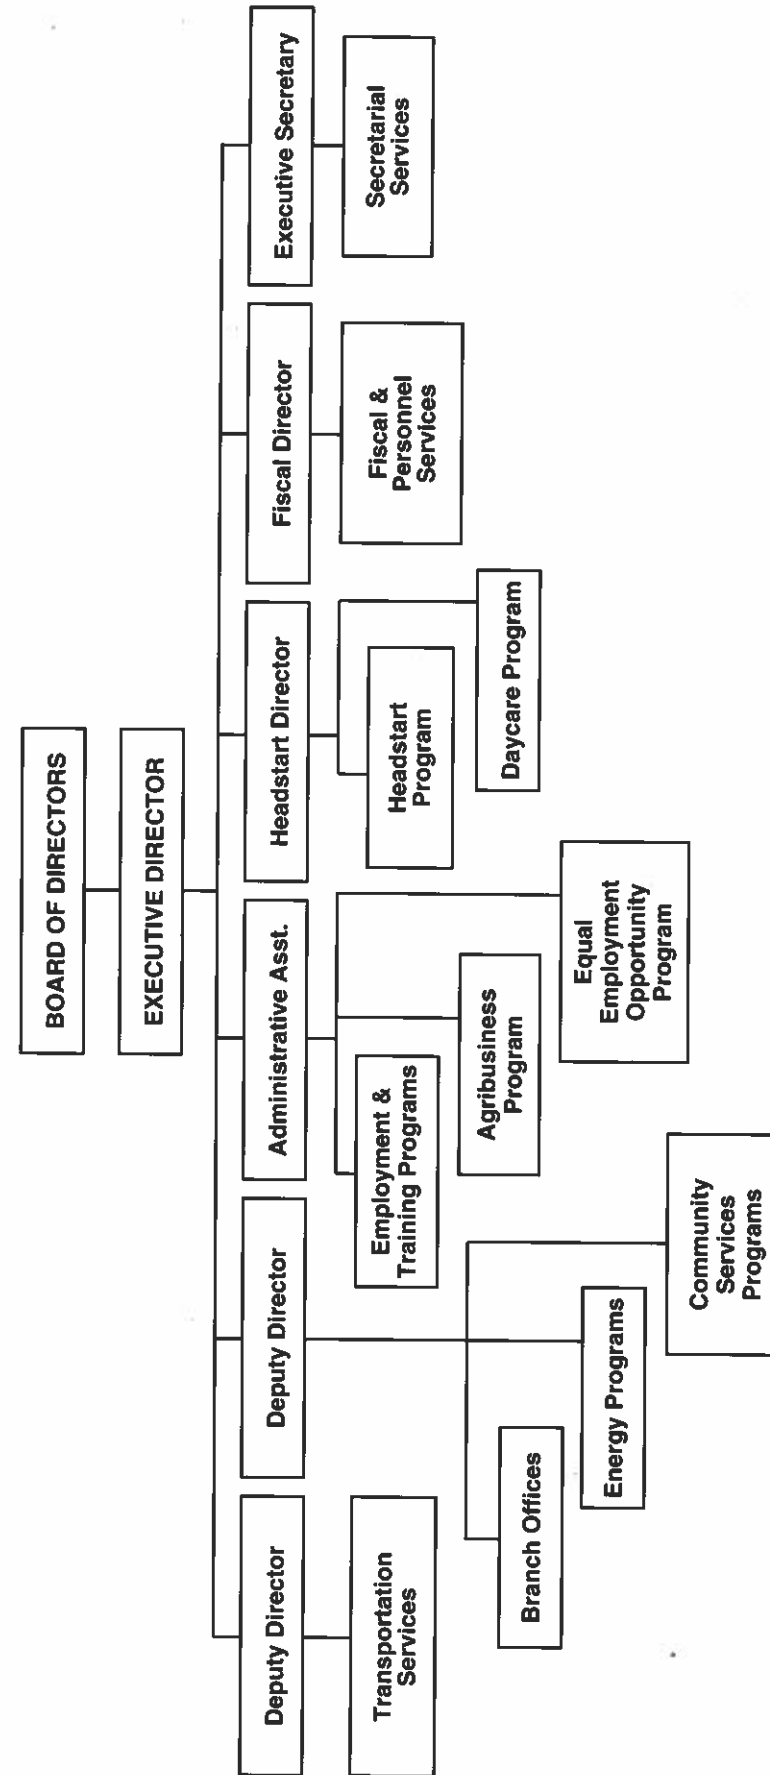 BOARD OF DIRECTORS
EXECUTIVE DIRECTOR
Deputy Director
Deputy Director
Administrative Asst.
Headstart Director
Fiscal Director
Executive Secretary
Transportation
Services
Branch Offices
Energy Programs
Community
Services
Programs
Employment &
Training Programs
Agribusiness
Program
Equal
Employment
Opportunity
Program
Headstart
Program
Daycare Program
Fiscal &
Personnel
Services
Secretarial
Services